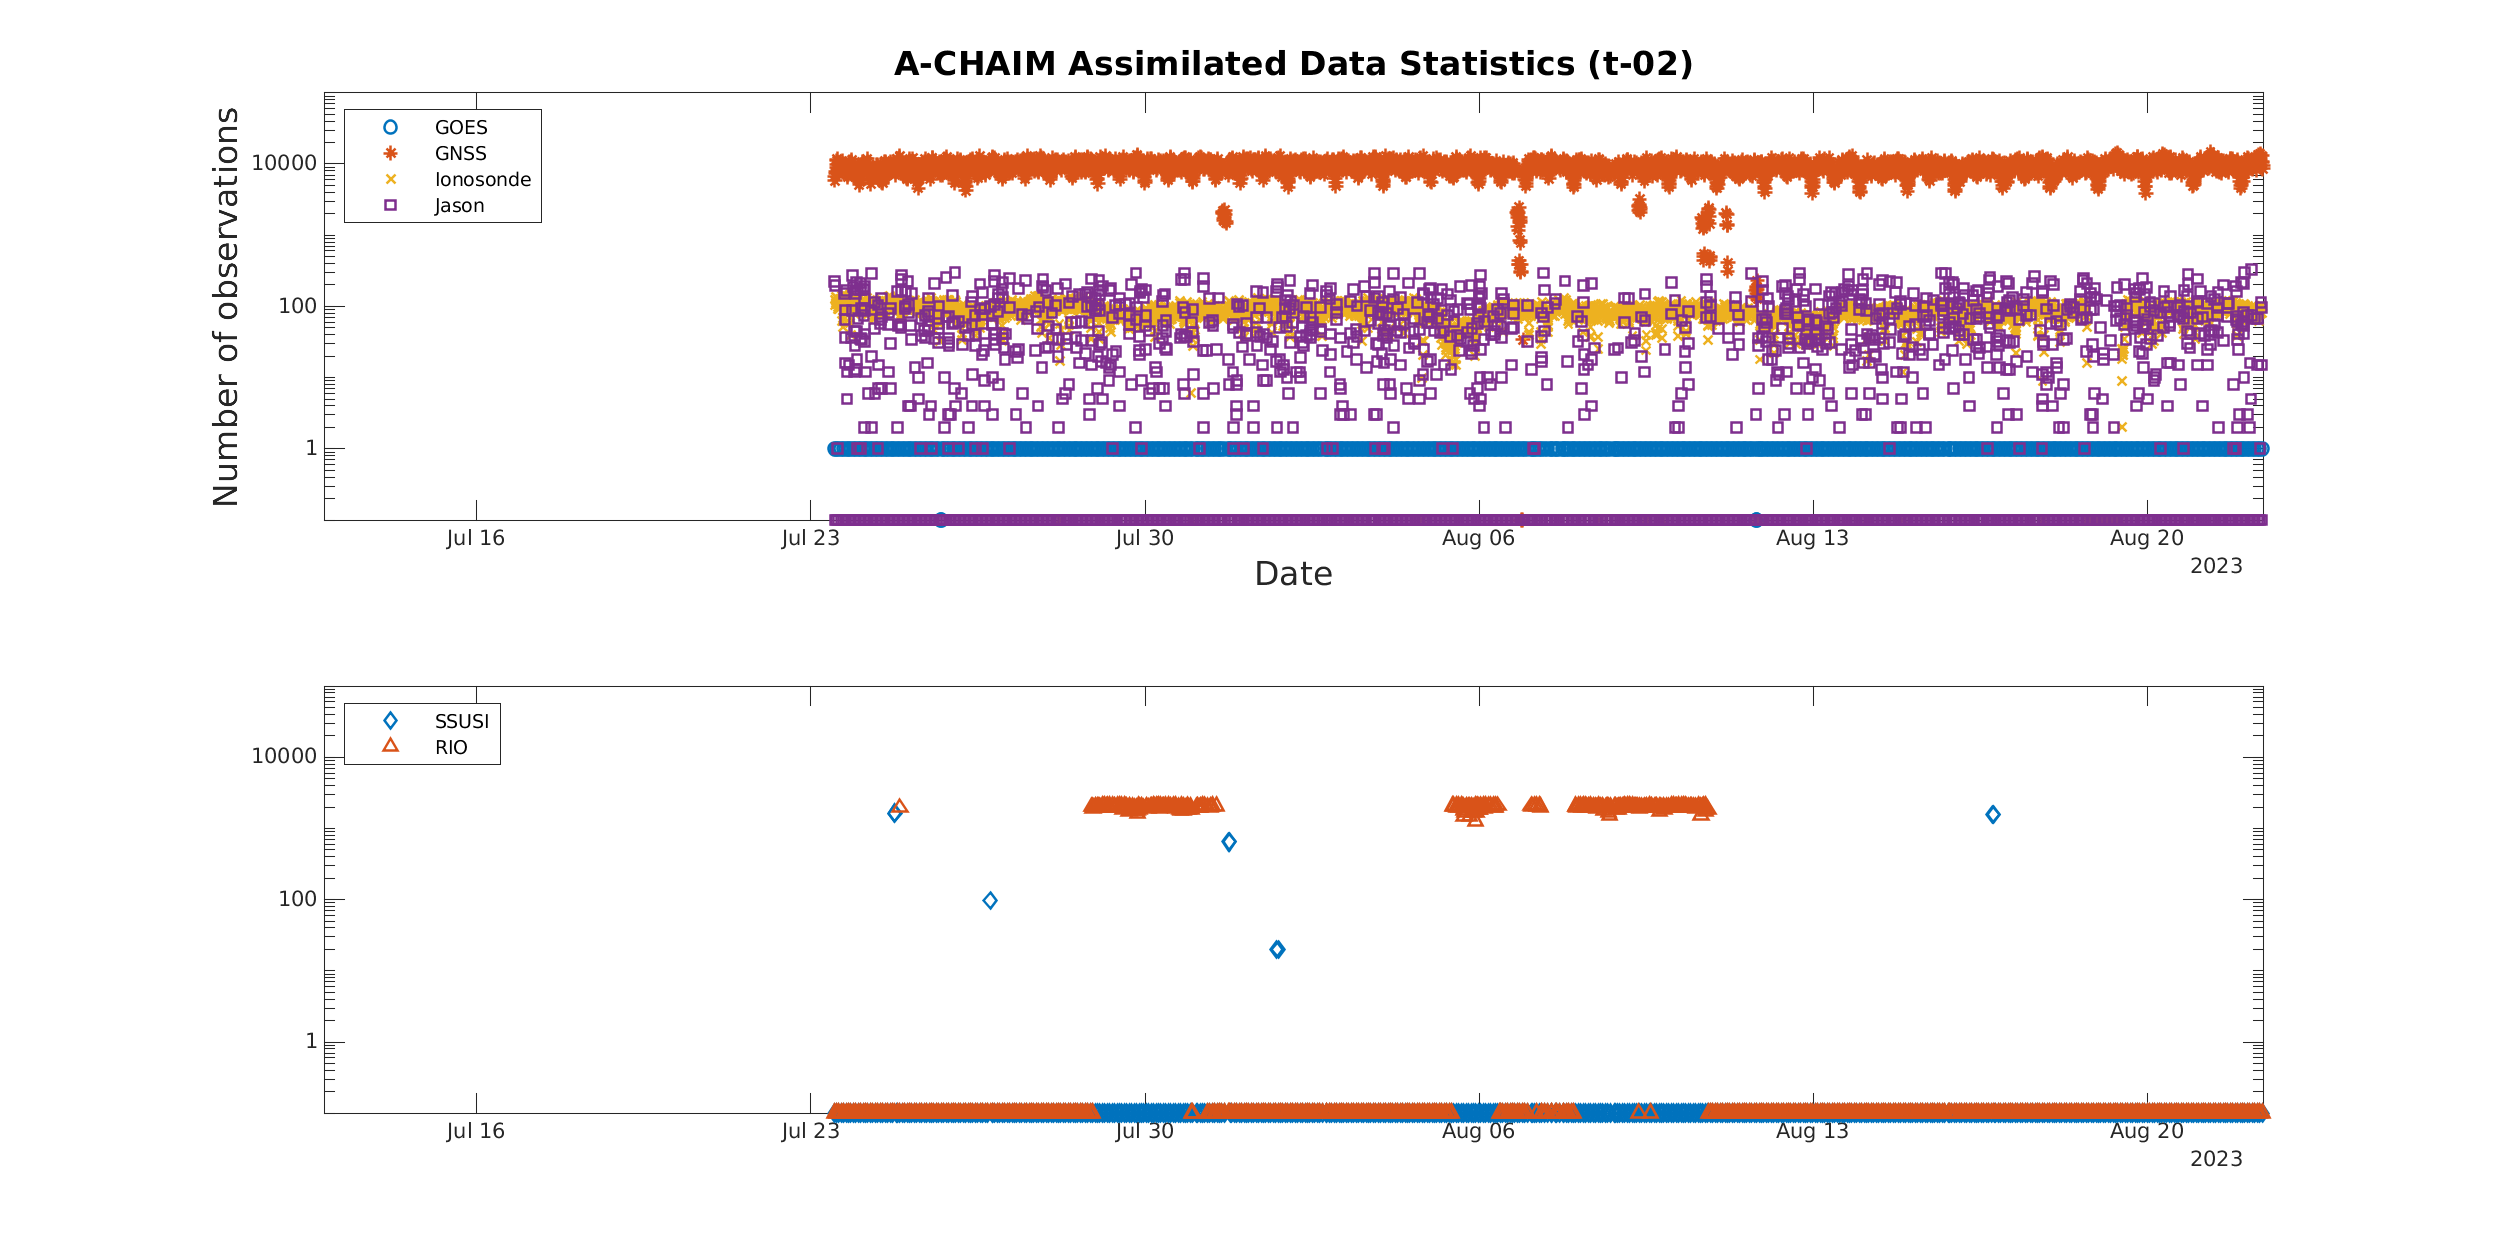 A-CHAIM Assimilated Data Statistics (t-02)
Number of observations
10000
100
1
GOES
GNSS
Ionosonde
Jason
Jul 16
Jul 23
Jul 30
Aug 06
Aug 13
Aug 20
2023
Date
10000
100
1
SSUSI
RIO
Jul 16
Jul 23
Jul 30
Aug 06
Aug 13
Aug 20
2023